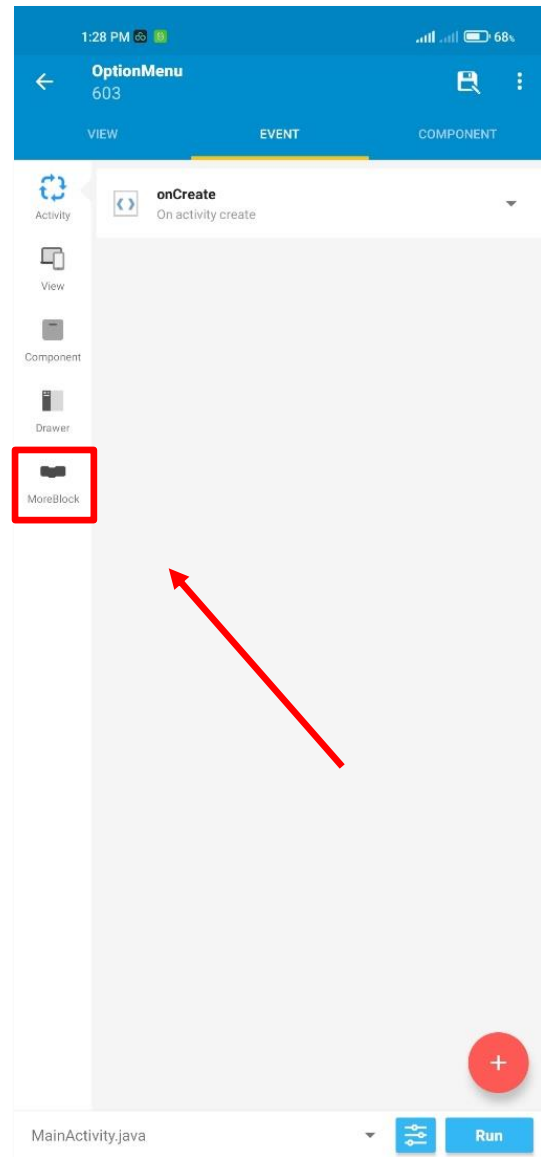 1:28 PM 68%
OptionMenu
603
VIEW EVENT COMPONENT
Activity
onCreate
On activity create
View
Component
Drawer
MoreBlock
+
MainActivity.java Run